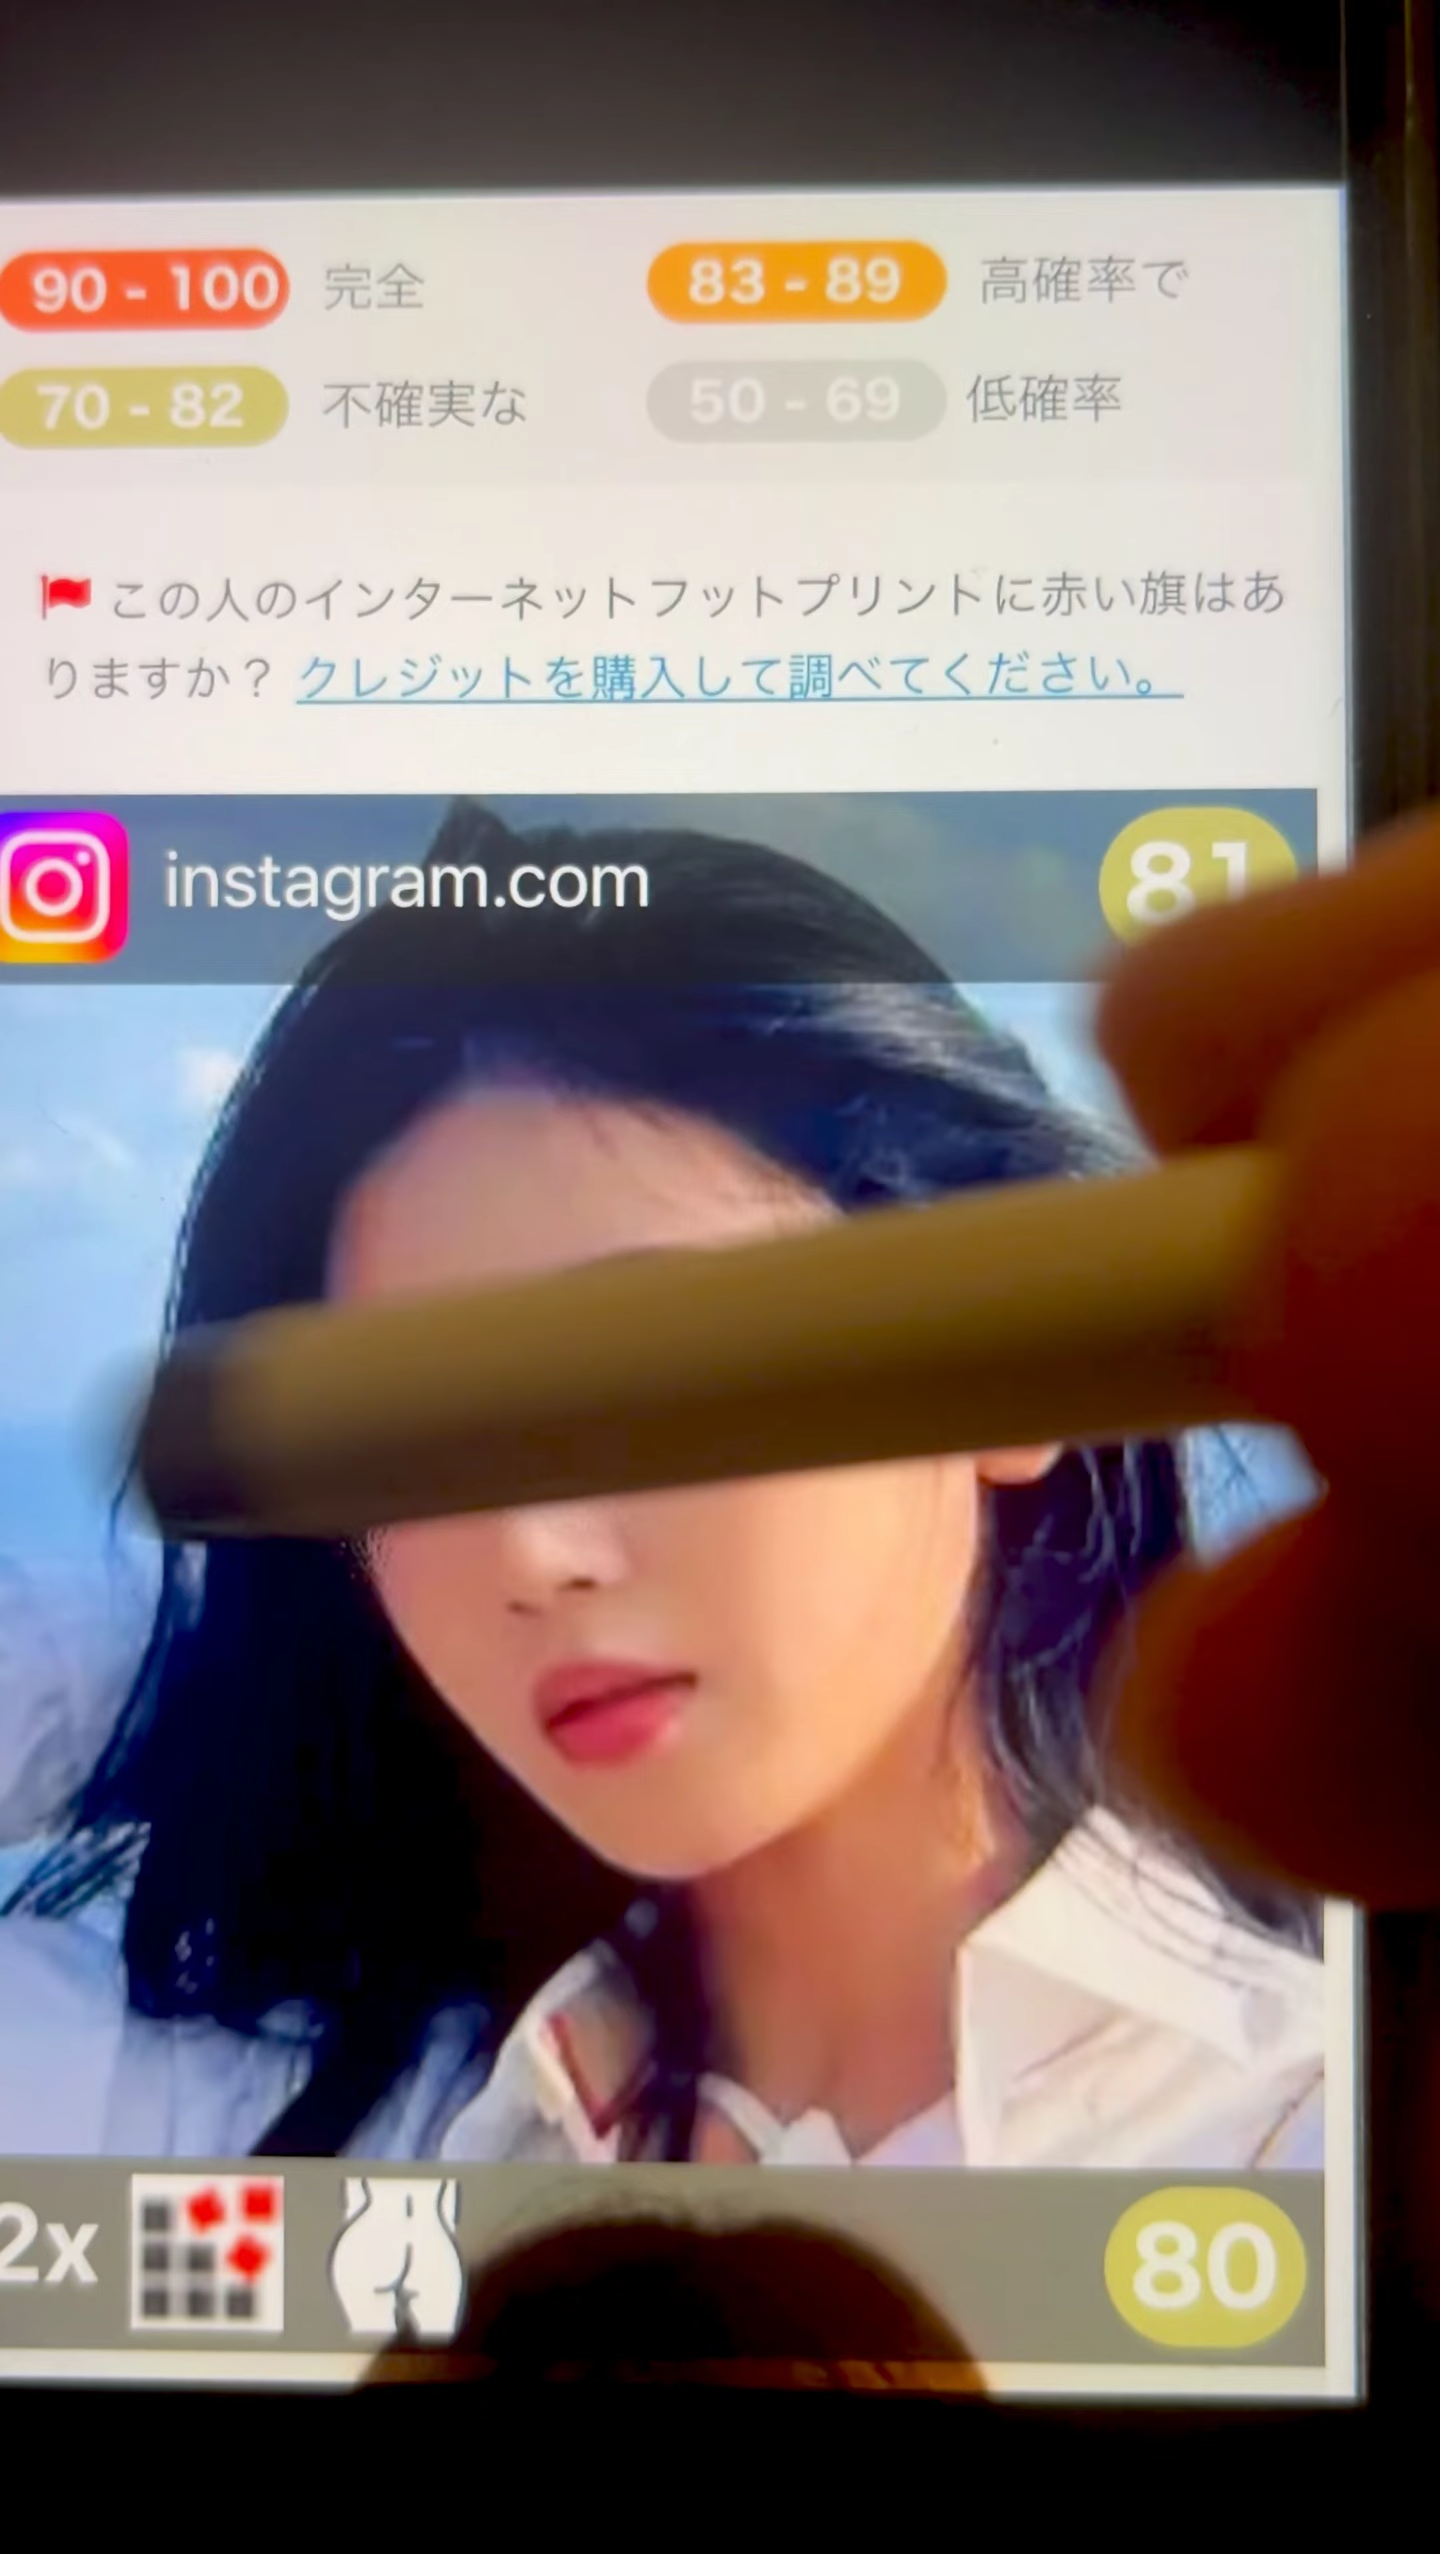 90 - 100 完全 83 - 89 高確率で
70 - 82 不確実な 50 - 69 低確率
この人のインターネットフットプリントに赤い旗はあ
りますか？ クレジットを購入して調べてください。
instagram.com 81
2x 80